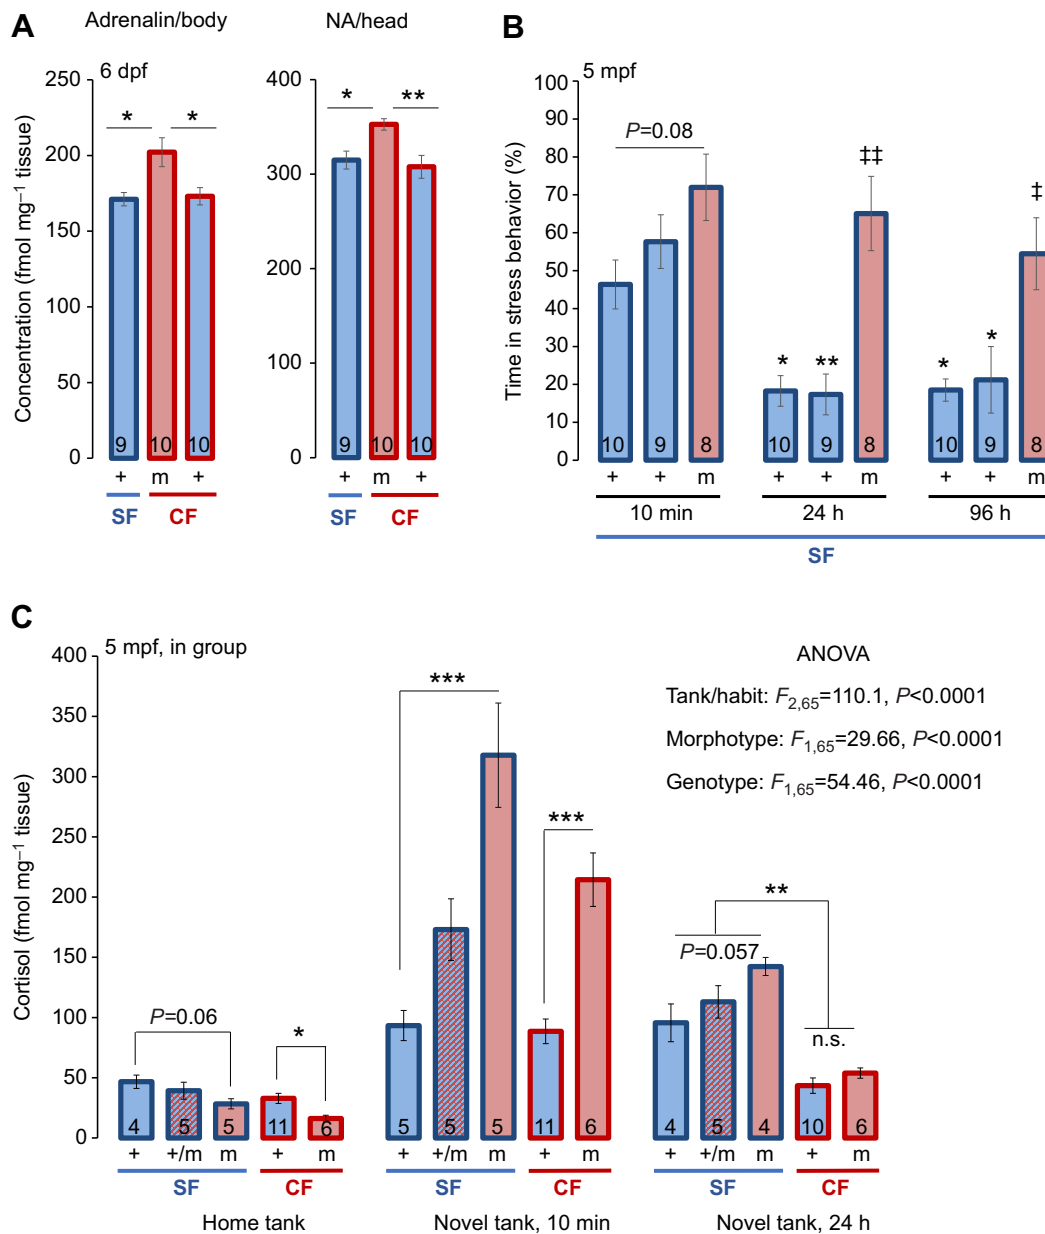 A
Adrenalin/body
NA/head
6 dpf
Concentration (fmol mg–1 tissue)
250
200
150
100
50
0
* *
9 10 10
+ m +
SF CF
400
300
200
100
0
* **
9 10 10
+ m +
SF CF
B
5 mpf
Time in stress behavior (%)
100
90
80
70
60
50
40
30
20
10
0
P=0.08
‡‡
‡
* **
* *
10 9 8 10 9 8 10 9 8
+ + m + + m + + m
10 min 24 h 96 h
SF
C
5 mpf, in group
Cortisol (fmol mg–1 tissue)
400
350
300
250
200
150
100
50
0
ANOVA
Tank/habit: F2,65=110.1, P<0.0001
Morphotype: F1,65=29.66, P<0.0001
Genotype: F1,65=54.46, P<0.0001
P=0.06
*
***
***
**
P=0.057
n.s.
4 5 5 11 6 5 5 5 11 6 4 5 4 10 6
+ +/m m + m + +/m m + m + +/m m + m
SF CF SF CF SF CF
Home tank Novel tank, 10 min Novel tank, 24 h